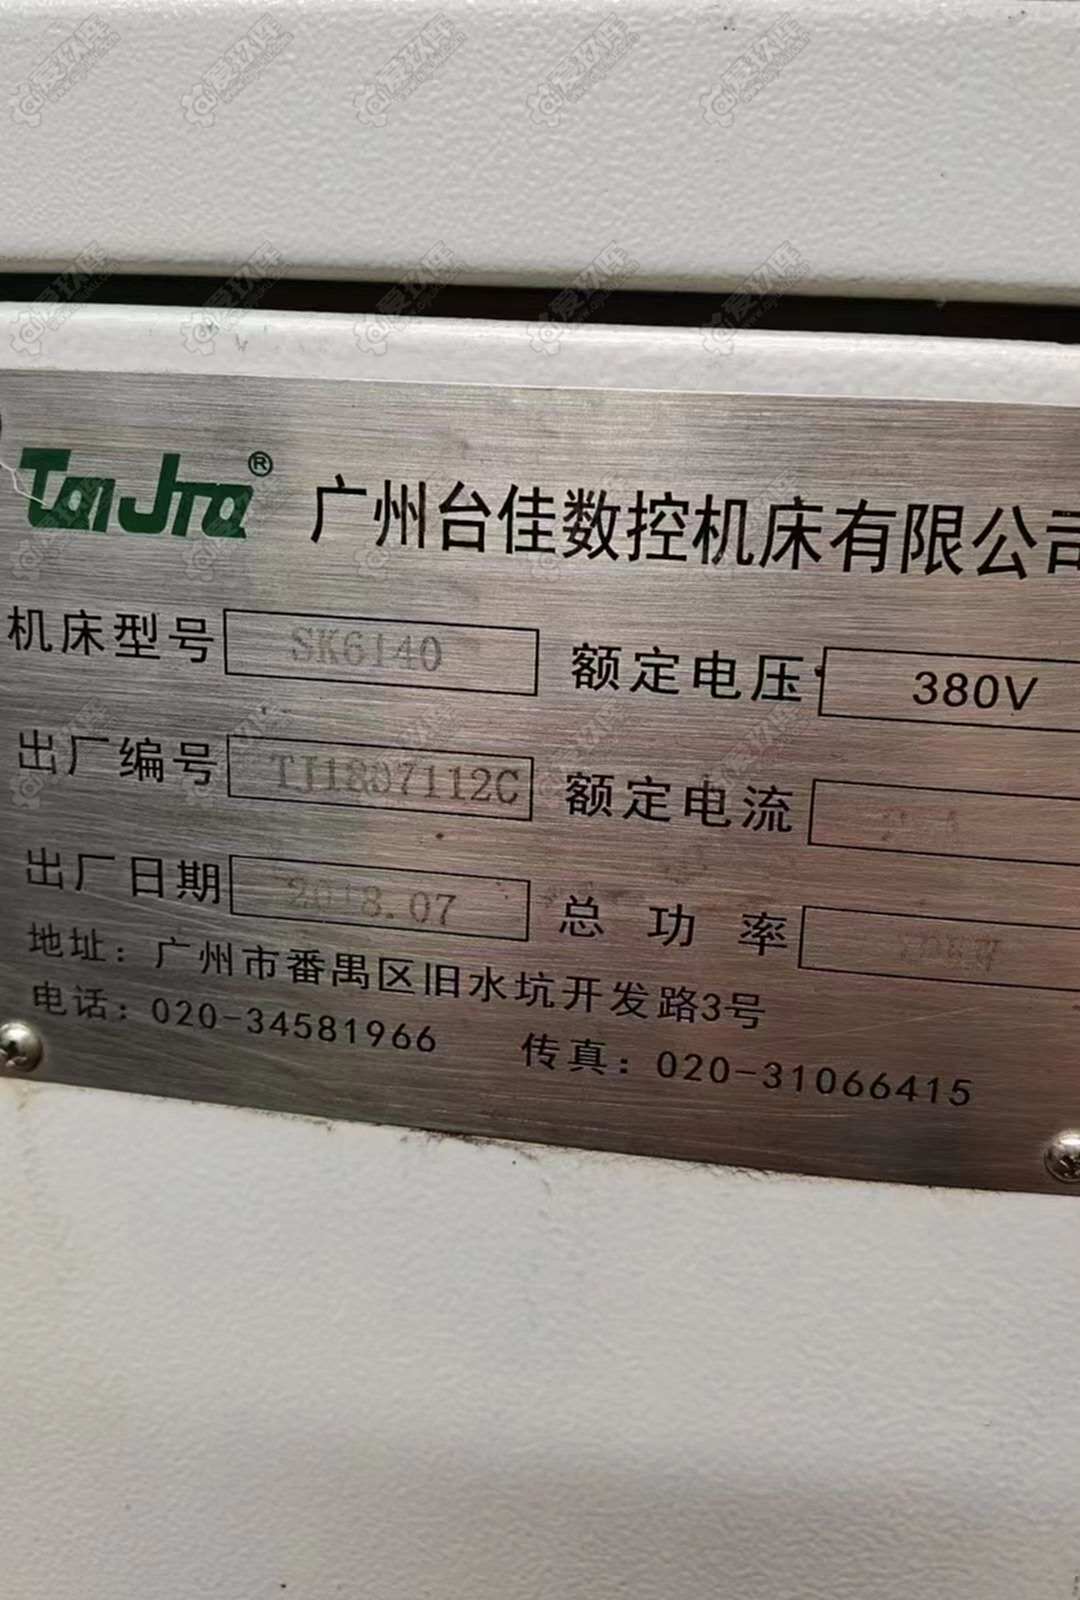 TaiJia® 广州台佳数控机床有限公司
机床型号 SK6140 额定电压 380V
出厂编号 TJ1807112C 额定电流
出厂日期 2018.07 总功率
地址：广州市番禺区旧水坑开发路3号
电话：020-34581966 传真：020-31066415